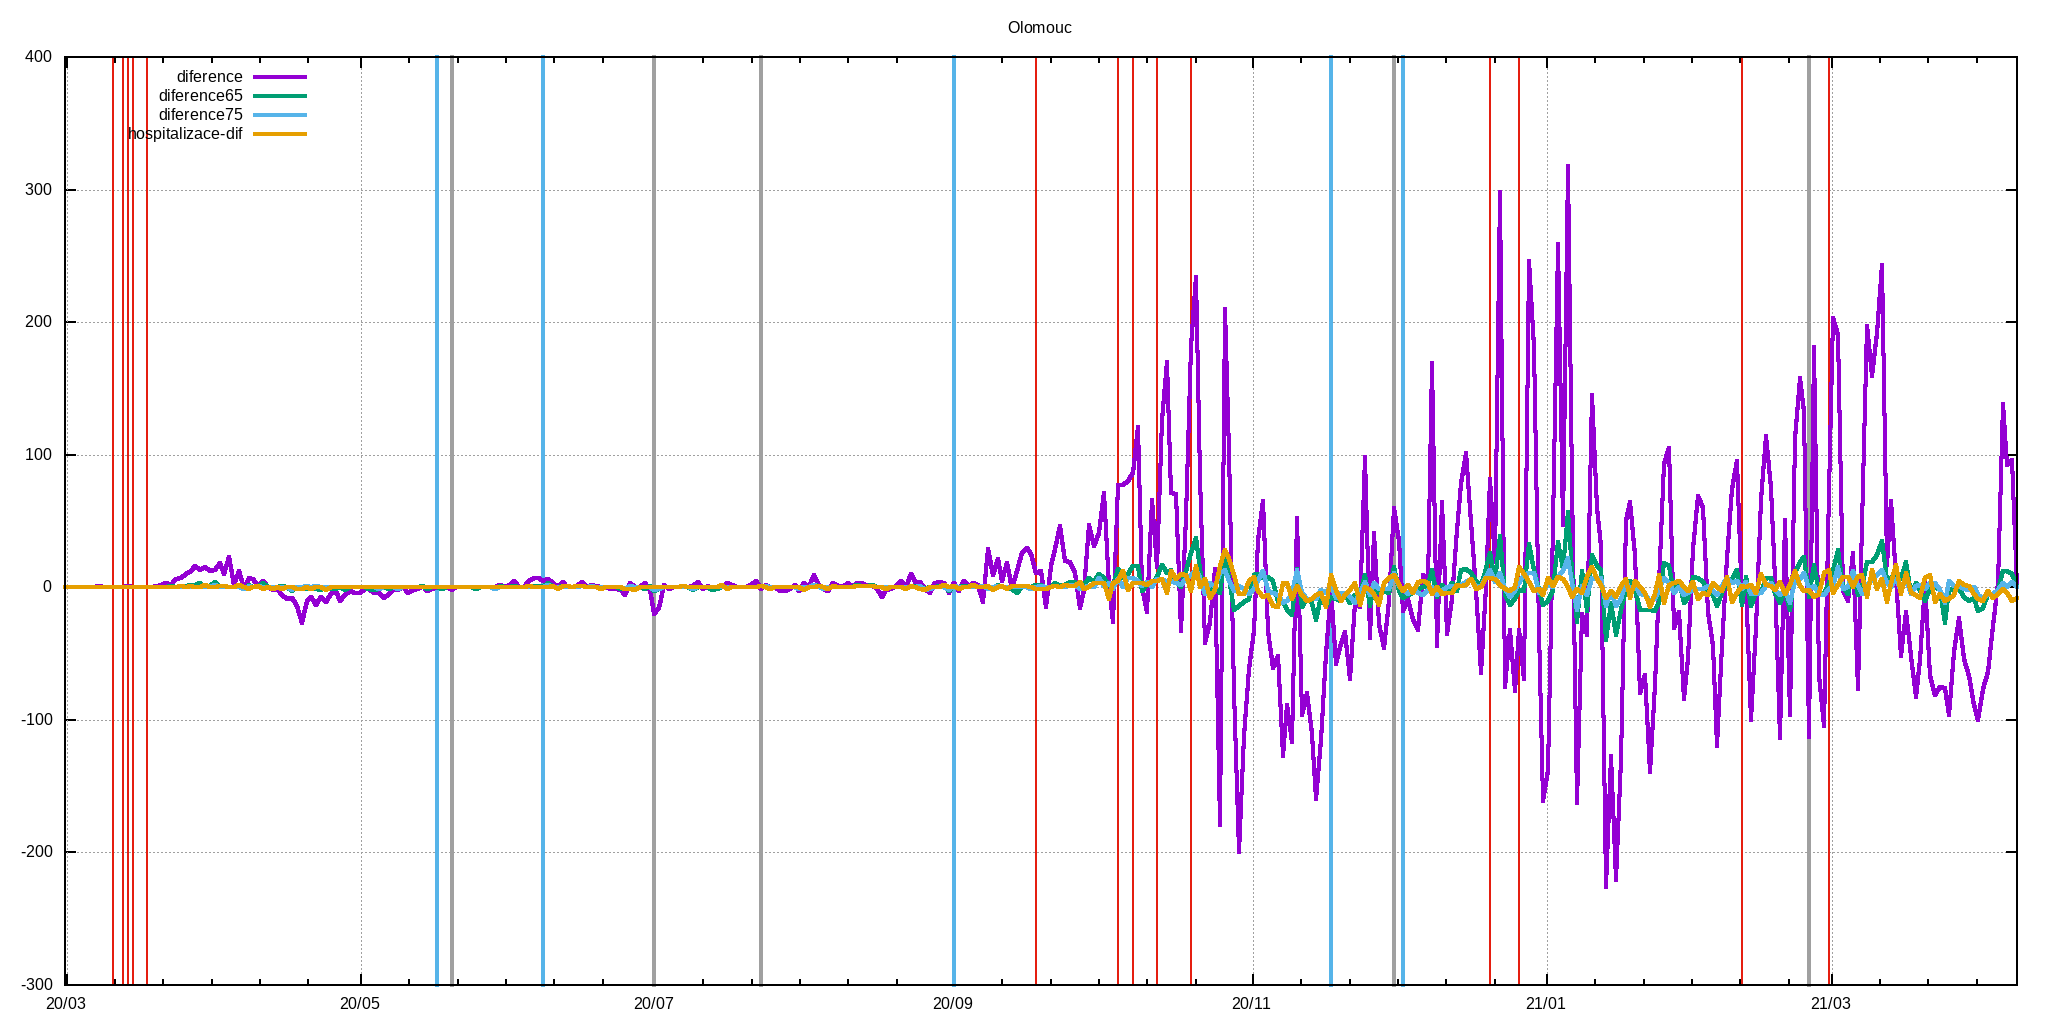 Olomouc
400
diference
diference65
diference75
hospitalizace-dif
300
200
100
0
-100
-200
-300
20/03 20/05 20/07 20/09 20/11 21/01 21/03